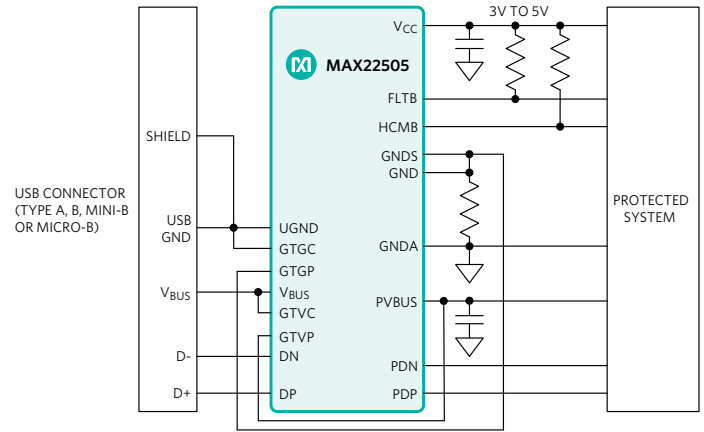 3V TO 5V
VCC
MAX22505
FLTB
HCMB
SHIELD
GNDS
GND
USB CONNECTOR
(TYPE A, B, MINI-B
OR MICRO-B)
PROTECTED
SYSTEM
USB
GND
UGND
GTGC
GNDA
GTGP
VBUS
VBUS
GTVC
PVBUS
GTVP
D-
DN
PDN
D+
DP
PDP